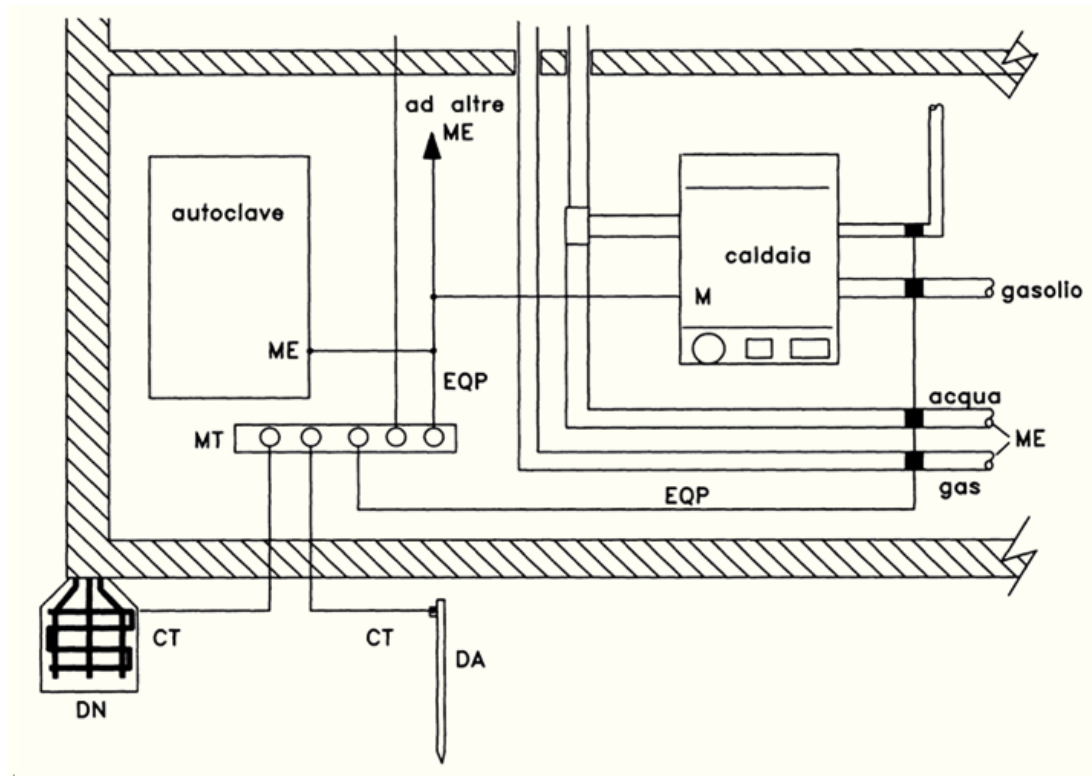 ad altre
ME
autoclave
caldaia
M
gasolio
ME
EQP
acqua
MT
ME
EQP
gas
CT
CT
DA
DN